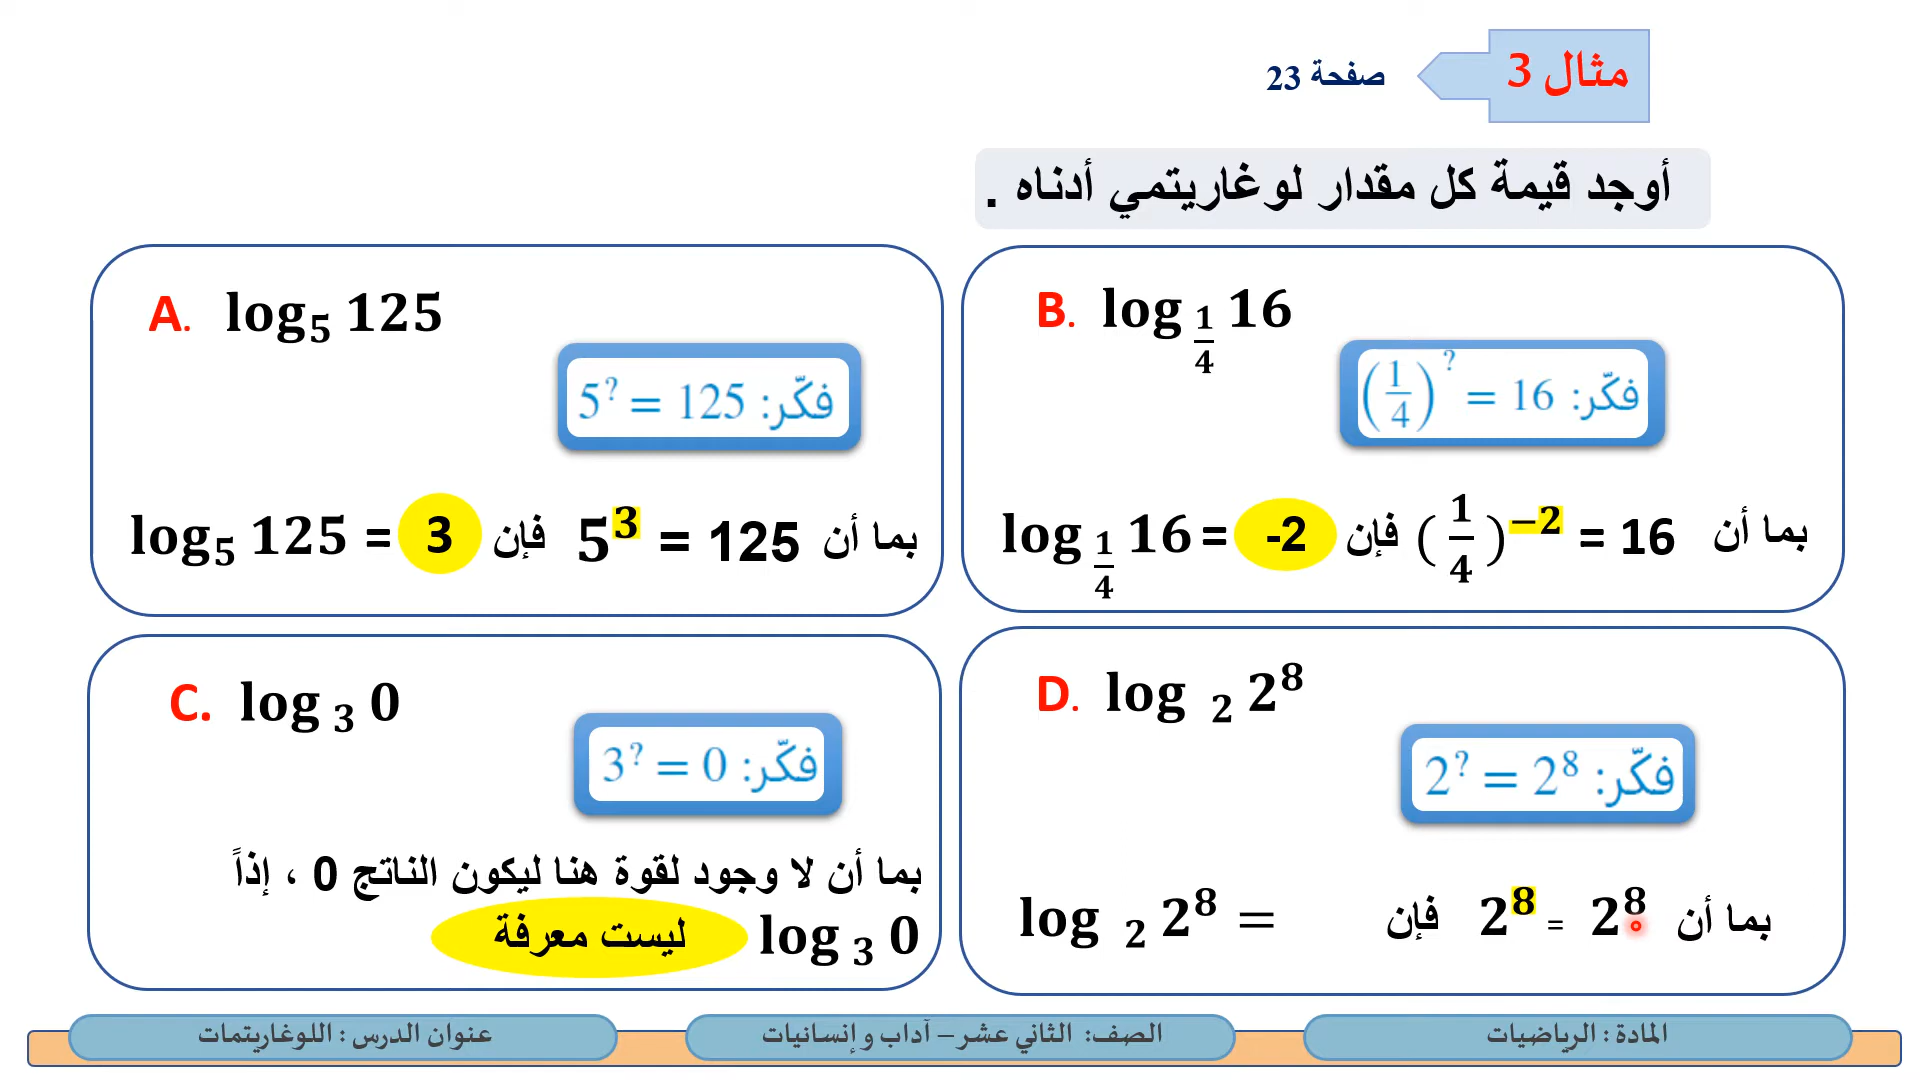 مثال 3
صفحة 23
أوجد قيمة كل مقدار لوغاريتمي أدناه .
A. log₅ 125
فكّر: 5^? = 125
بما أن 5³ = 125 فإن log₅ 125 = 3
B. log_(1/4) 16
فكّر: (1/4)^? = 16
بما أن (1/4)^−2 = 16 فإن log_(1/4) 16 = -2
C. log ₃ 0
فكّر: 3^? = 0
بما أن لا وجود لقوة هنا ليكون الناتج 0 ، إذاً
log ₃ 0 ليست معرفة
D. log ₂ 2⁸
فكّر: 2^? = 2⁸
بما أن 2⁸ = 2⁸ فإن log ₂ 2⁸ =
المادة : الرياضيات
الصف: الثاني عشر – آداب و إنسانيات
عنوان الدرس : اللوغاريتمات